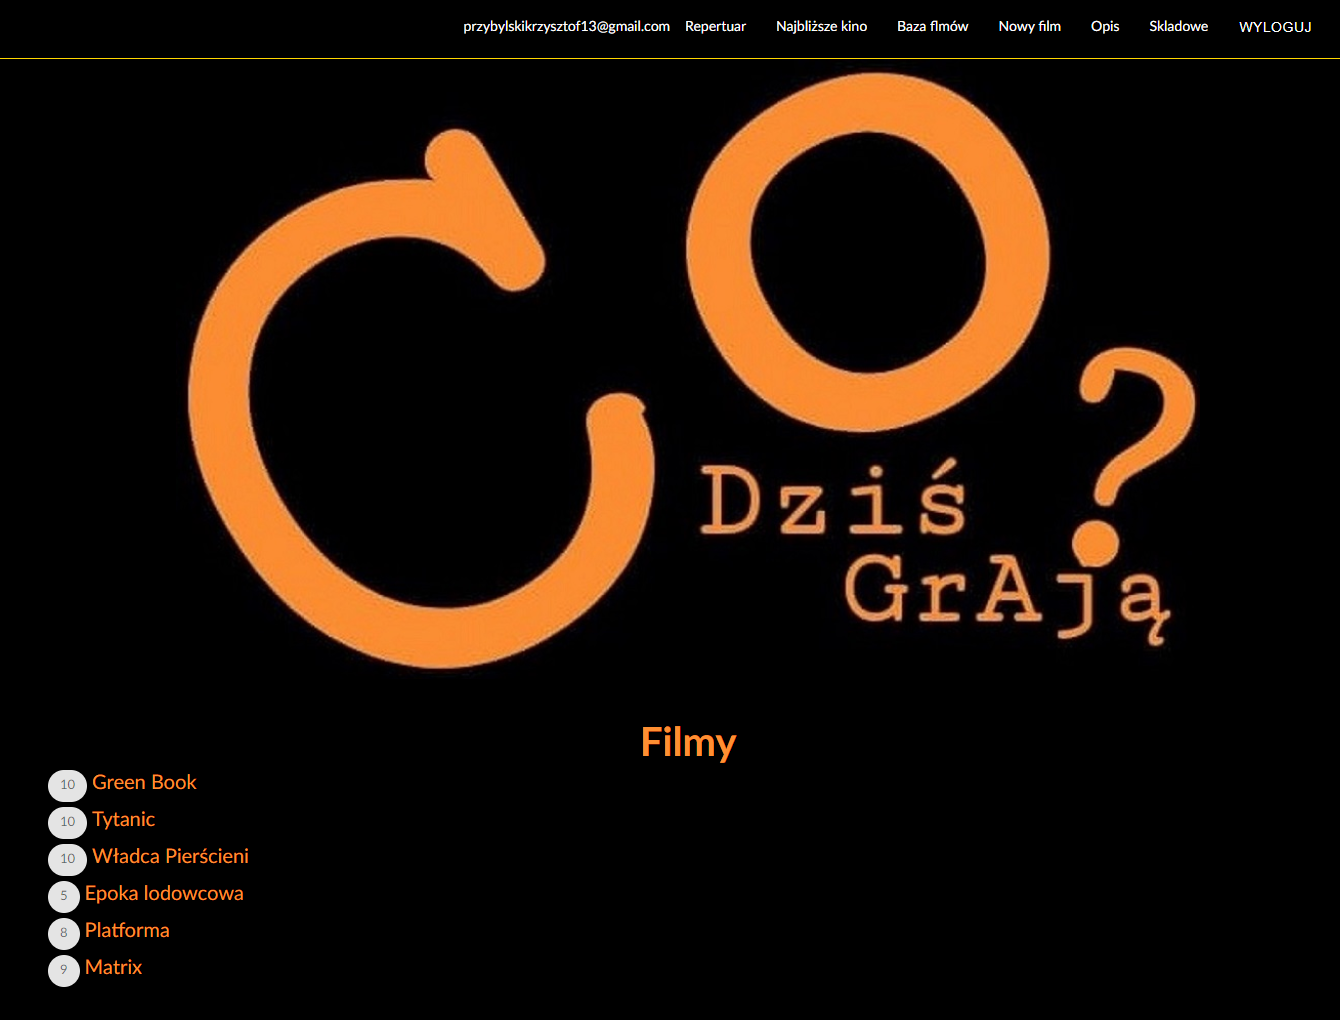 przybylskikrzysztof13@gmail.com Repertuar Najbliższe kino Baza flmów Nowy film Opis Skladowe WYLOGUJ
CO?
Dziś
GrAją
Filmy
10 Green Book
10 Tytanic
10 Władca Pierścieni
5 Epoka lodowcowa
8 Platforma
9 Matrix